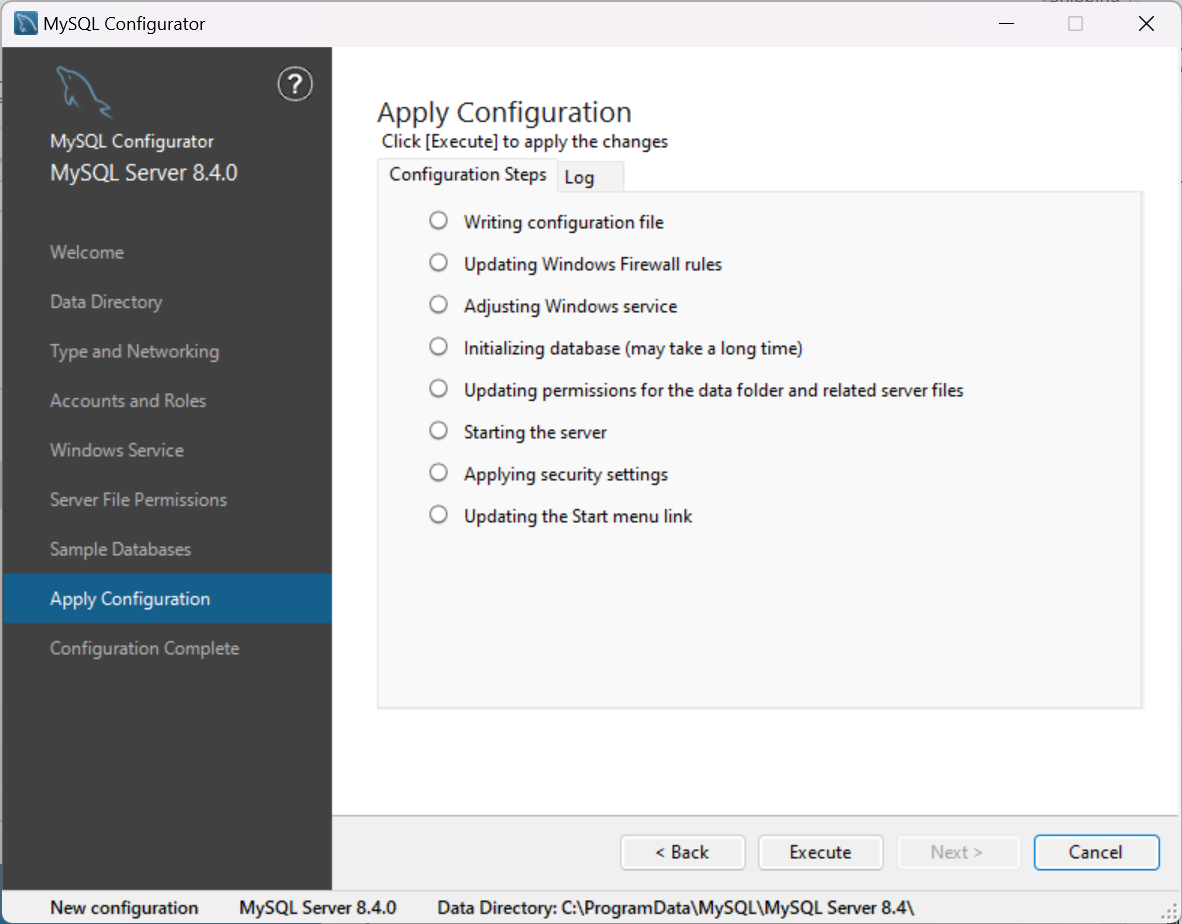 MySQL Configurator
?
MySQL Configurator
MySQL Server 8.4.0
Welcome
Data Directory
Type and Networking
Accounts and Roles
Windows Service
Server File Permissions
Sample Databases
Apply Configuration
Configuration Complete
Apply Configuration
Click [Execute] to apply the changes
Configuration Steps Log
Writing configuration file
Updating Windows Firewall rules
Adjusting Windows service
Initializing database (may take a long time)
Updating permissions for the data folder and related server files
Starting the server
Applying security settings
Updating the Start menu link
< Back Execute Next > Cancel
New configuration MySQL Server 8.4.0 Data Directory: C:\ProgramData\MySQL\MySQL Server 8.4\